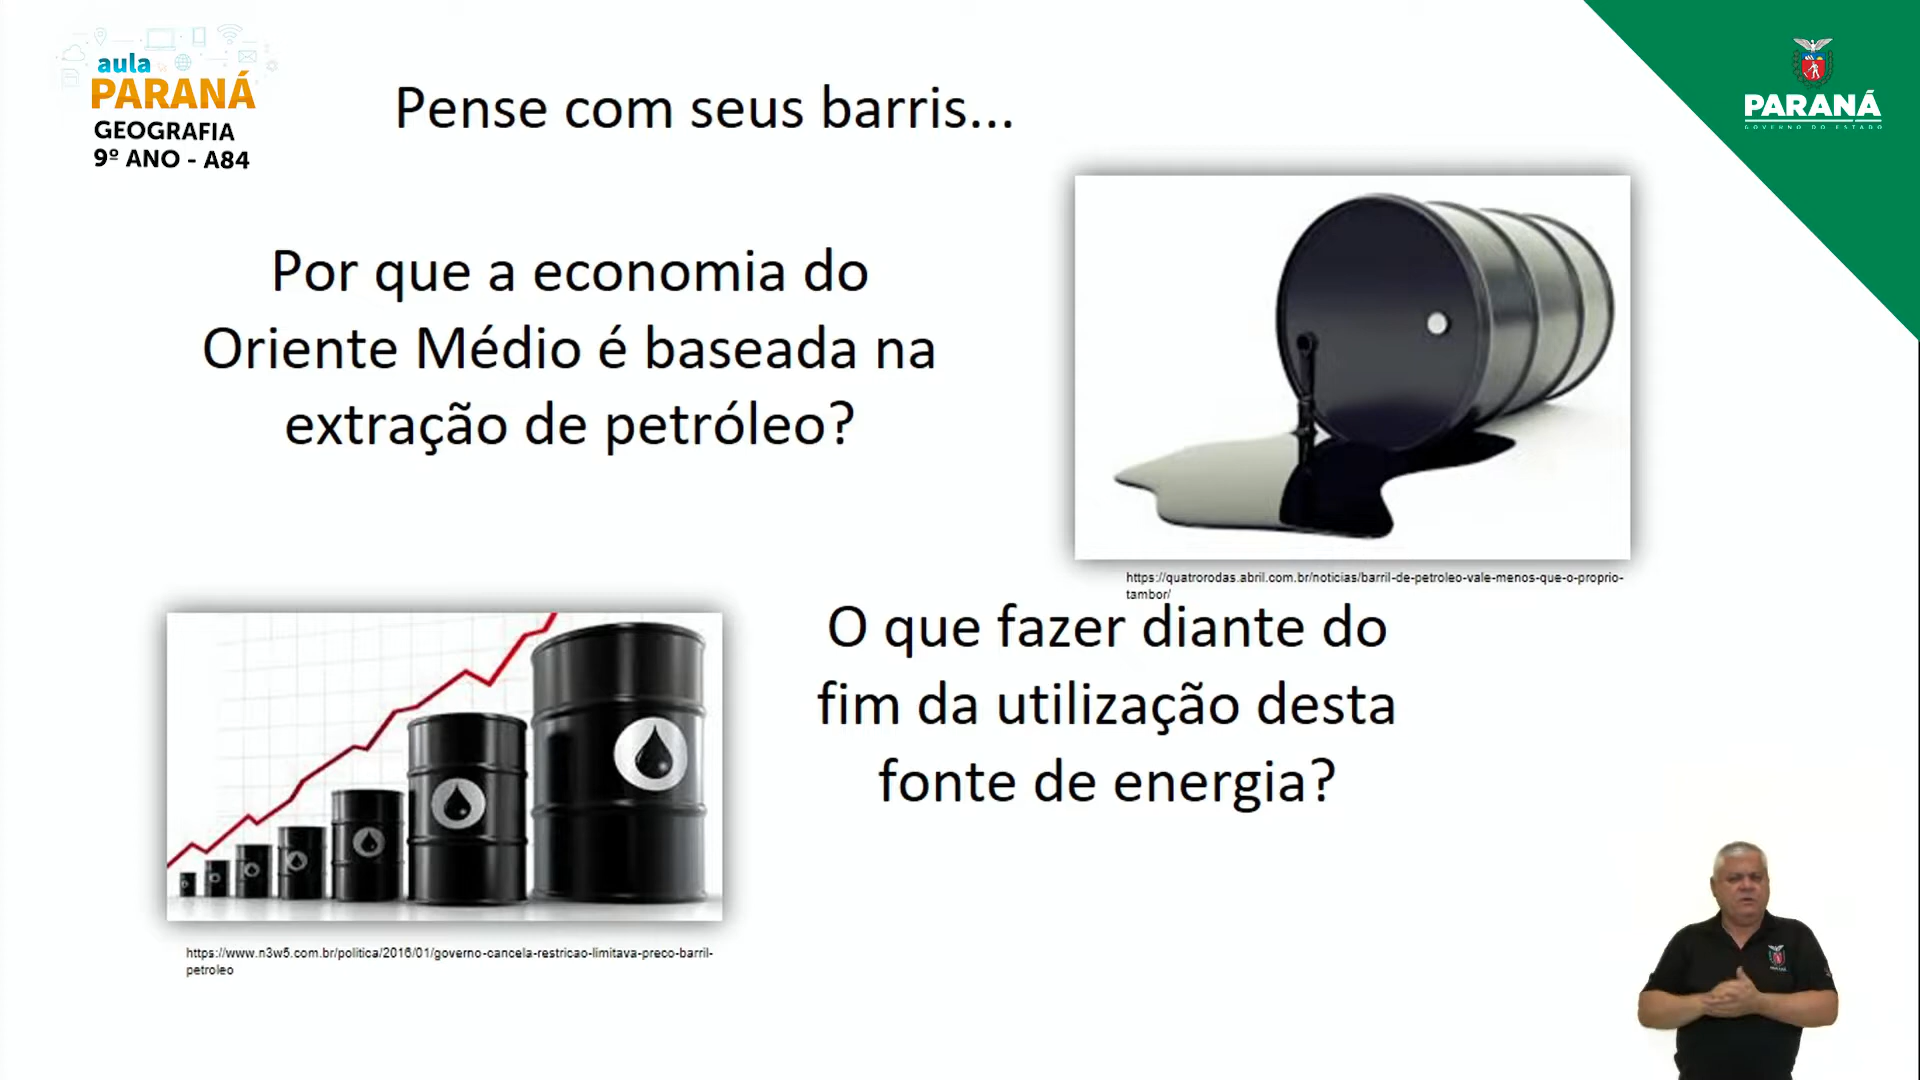 aula
PARANÁ
GEOGRAFIA
9º ANO - A84
Pense com seus barris...
PARANÁ
GOVERNO DO ESTADO
Por que a economia do
Oriente Médio é baseada na
extração de petróleo?
https://quatrorodas.abril.com.br/noticias/barril-de-petroleo-vale-menos-que-o-proprio-
tambor/
O que fazer diante do
fim da utilização desta
fonte de energia?
https://www.n3w5.com.br/politica/2016/01/governo-cancela-restricao-limitava-preco-barril-
petroleo